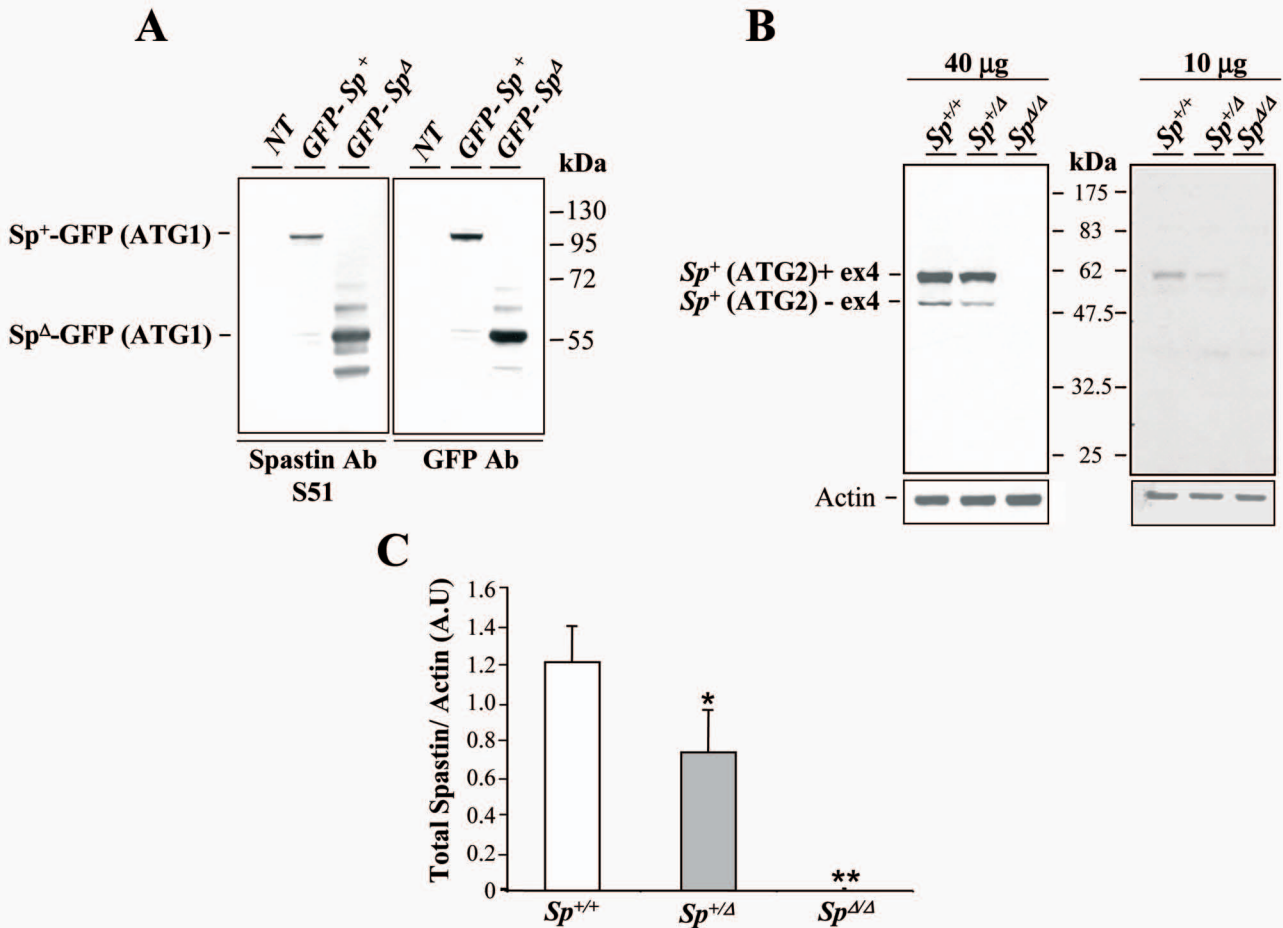 A
NT GFP- Sp⁺ GFP- Spᐞ NT GFP- Sp⁺ GFP- Spᐞ
kDa
Sp⁺-GFP (ATG1) –
SpΔ-GFP (ATG1) –
–130
–95
–72
–55
Spastin Ab
S51
GFP Ab
B
40 µg
10 µg
Sp+/+ Sp+/Δ SpΔ/Δ
kDa
Sp+/+ Sp+/Δ SpΔ/Δ
Sp⁺ (ATG2)+ ex4 –
Sp⁺ (ATG2) - ex4 –
– 175 –
– 83 –
– 62 –
– 47.5 –
– 32.5 –
– 25 –
Actin –
C
Total Spastin/ Actin (A.U)
1.6
1.4
1.2
1.0
0.8
0.6
0.4
0.2
0
*
**
Sp+/+ Sp+/Δ SpΔ/Δ